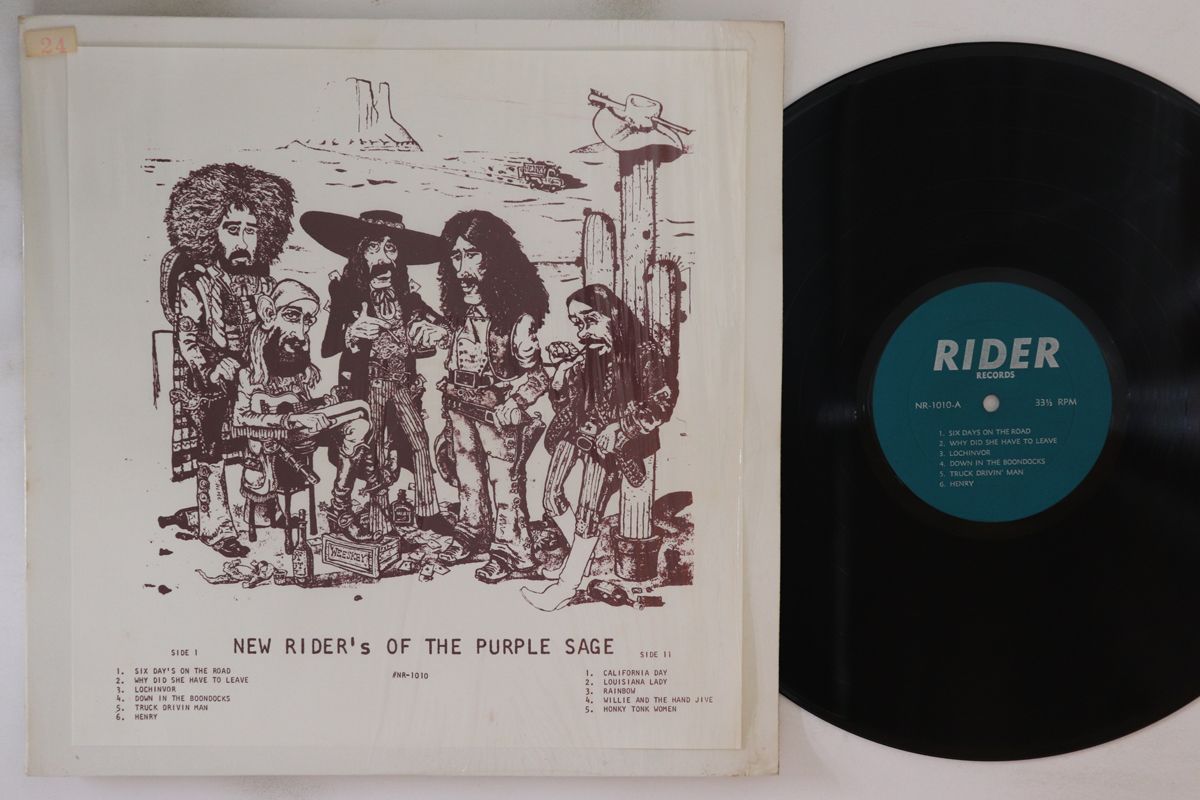 24
WEESKEY
NEW RIDER's OF THE PURPLE SAGE
SIDE I
1. SIX DAY'S ON THE ROAD
2. WHY DID SHE HAVE TO LEAVE
3. LOCHINVOR
4. DOWN IN THE BOONDOCKS
5. TRUCK DRIVIN MAN
6. HENRY
#NR-1010
SIDE II
1. CALIFORNIA DAY
2. LOUISIANA LADY
3. RAINBOW
4. WILLIE AND THE HAND JIVE
5. HONKY TONK WOMEN
RIDER
RECORDS
NR-1010-A
33⅓ RPM
1. SIX DAYS ON THE ROAD
2. WHY DID SHE HAVE TO LEAVE
3. LOCHINVOR
4. DOWN IN THE BOONDOCKS
5. TRUCK DRIVIN' MAN
6. HENRY